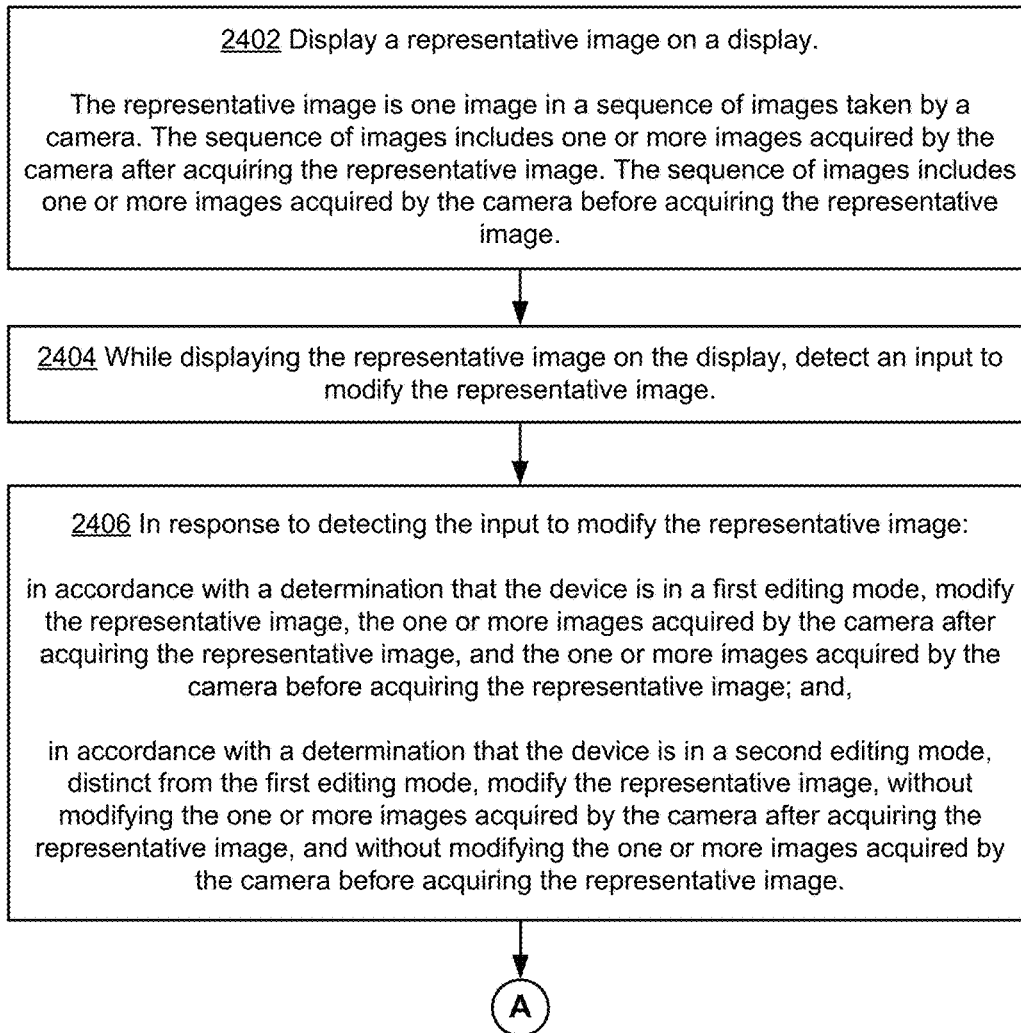 2402 Display a representative image on a display.
The representative image is one image in a sequence of images taken by a
camera. The sequence of images includes one or more images acquired by the
camera after acquiring the representative image. The sequence of images includes
one or more images acquired by the camera before acquiring the representative
image.
2404 While displaying the representative image on the display, detect an input to
modify the representative image.
2406 In response to detecting the input to modify the representative image:
in accordance with a determination that the device is in a first editing mode, modify
the representative image, the one or more images acquired by the camera after
acquiring the representative image, and the one or more images acquired by the
camera before acquiring the representative image; and,
in accordance with a determination that the device is in a second editing mode,
distinct from the first editing mode, modify the representative image, without
modifying the one or more images acquired by the camera after acquiring the
representative image, and without modifying the one or more images acquired by
the camera before acquiring the representative image.
A